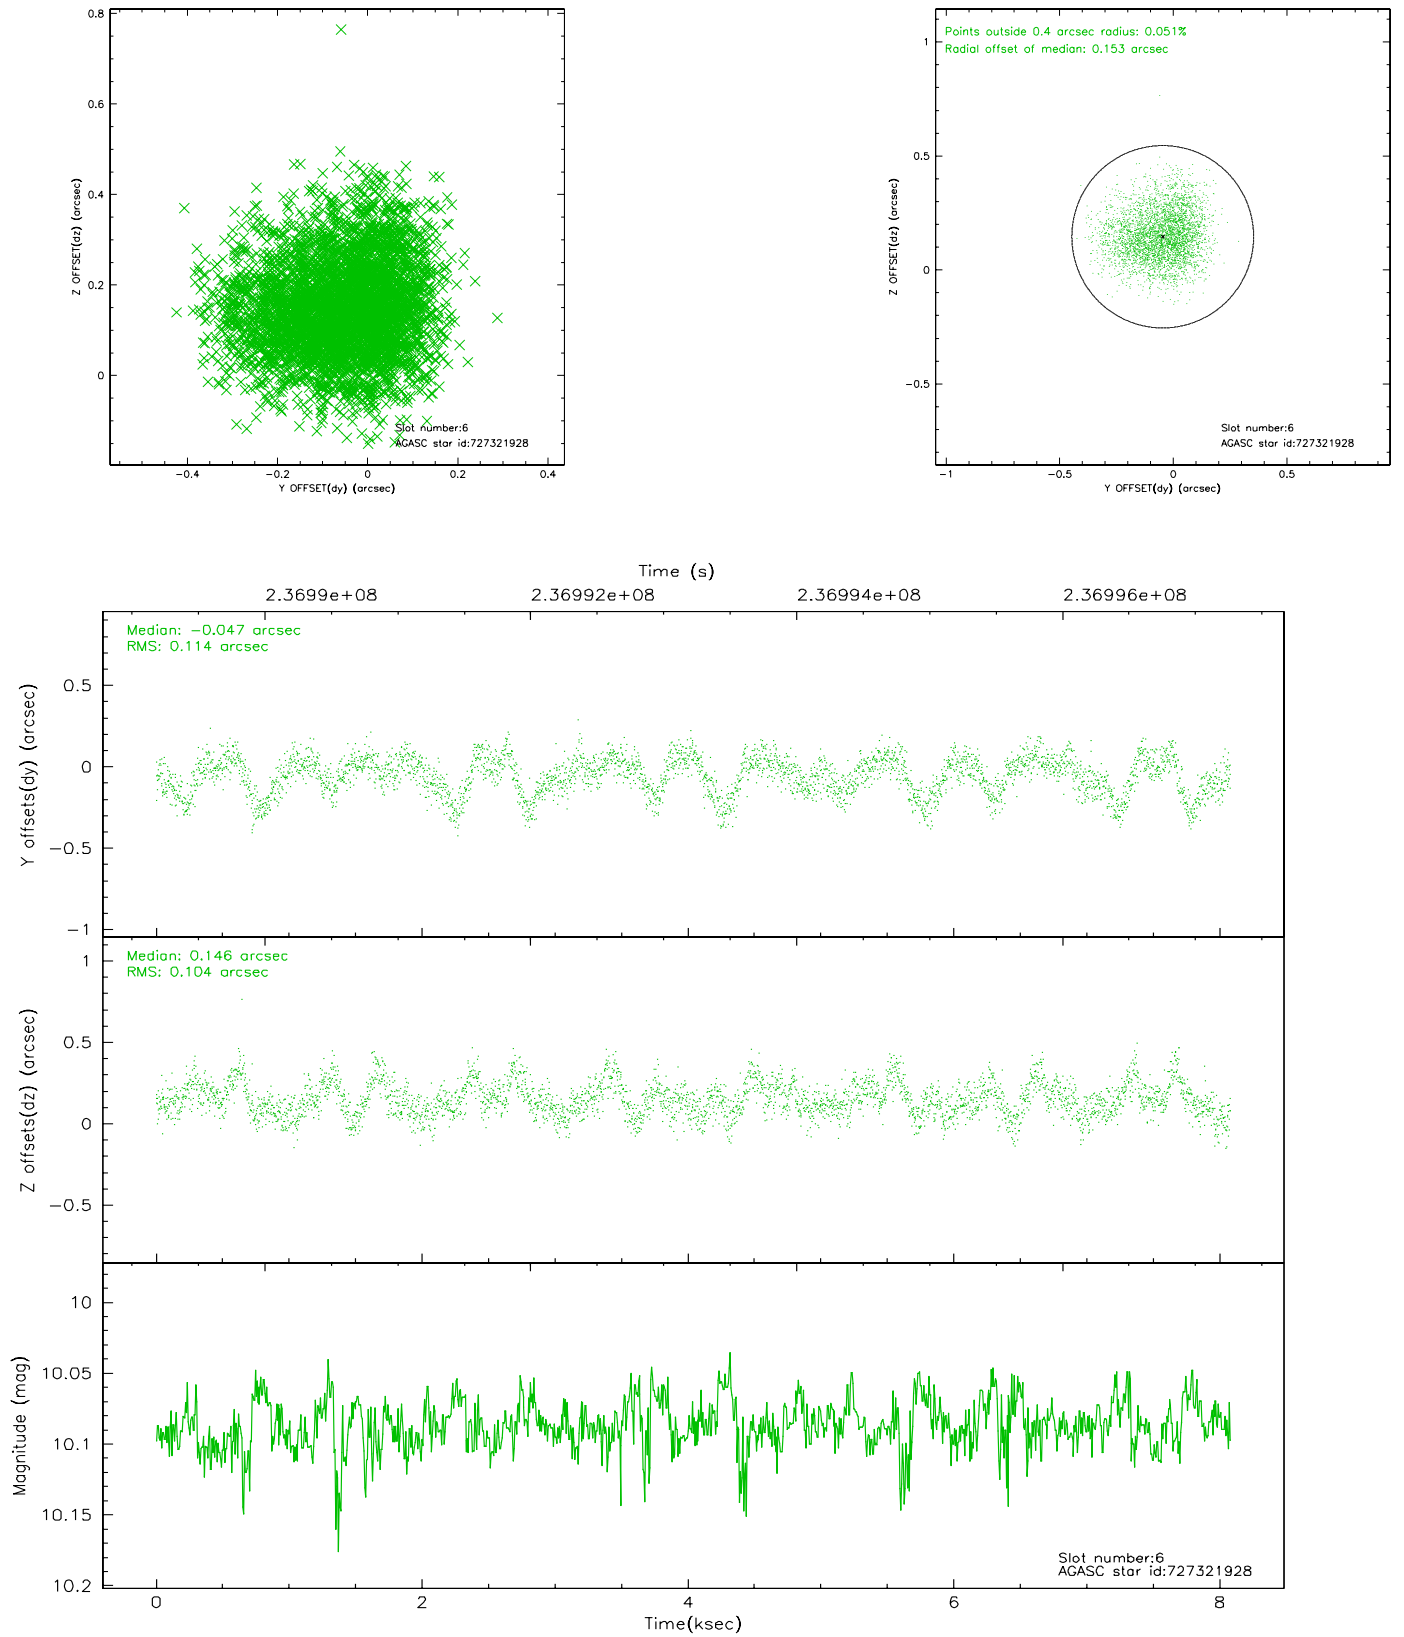 0.8
0.6
0.4
0.2
0
−0.4
−0.2
0
0.2
0.4
Z OFFSET(dz) (arcsec)
Y OFFSET(dy) (arcsec)
Slot number:6
AGASC star id:727321928
Points outside 0.4 arcsec radius: 0.051%
Radial offset of median: 0.153 arcsec
1
0.5
0
−0.5
−1
−0.5
0
0.5
Z OFFSET(dz) (arcsec)
Y OFFSET(dy) (arcsec)
Slot number:6
AGASC star id:727321928
Time (s)
2.3699e+08
2.36992e+08
2.36994e+08
2.36996e+08
Median: −0.047 arcsec
RMS: 0.114 arcsec
0.5
0
−0.5
−1
Y offsets(dy) (arcsec)
Median: 0.146 arcsec
RMS: 0.104 arcsec
1
0.5
0
−0.5
Z offsets(dz) (arcsec)
10
10.05
10.1
10.15
10.2
Magnitude (mag)
Slot number:6
AGASC star id:727321928
0
2
4
6
8
Time(ksec)